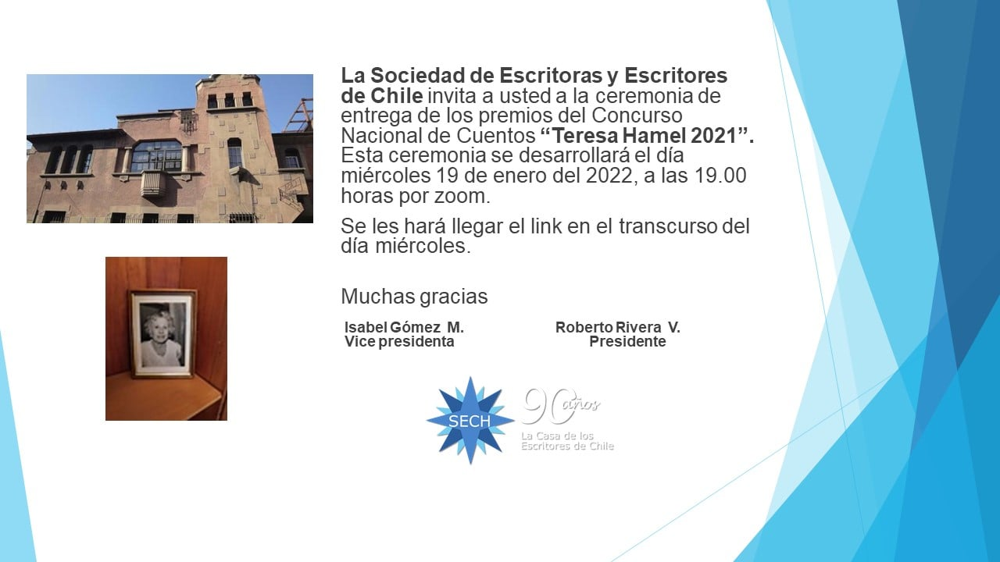 La Sociedad de Escritoras y Escritores
de Chile invita a usted a la ceremonia de
entrega de los premios del Concurso
Nacional de Cuentos “Teresa Hamel 2021”.
Esta ceremonia se desarrollará el día
miércoles 19 de enero del 2022, a las 19.00
horas por zoom.
Se les hará llegar el link en el transcurso del
día miércoles.
Muchas gracias
Isabel Gómez M.
Vice presidenta
Roberto Rivera V.
Presidente
SECH
90 años
La Casa de los
Escritores de Chile